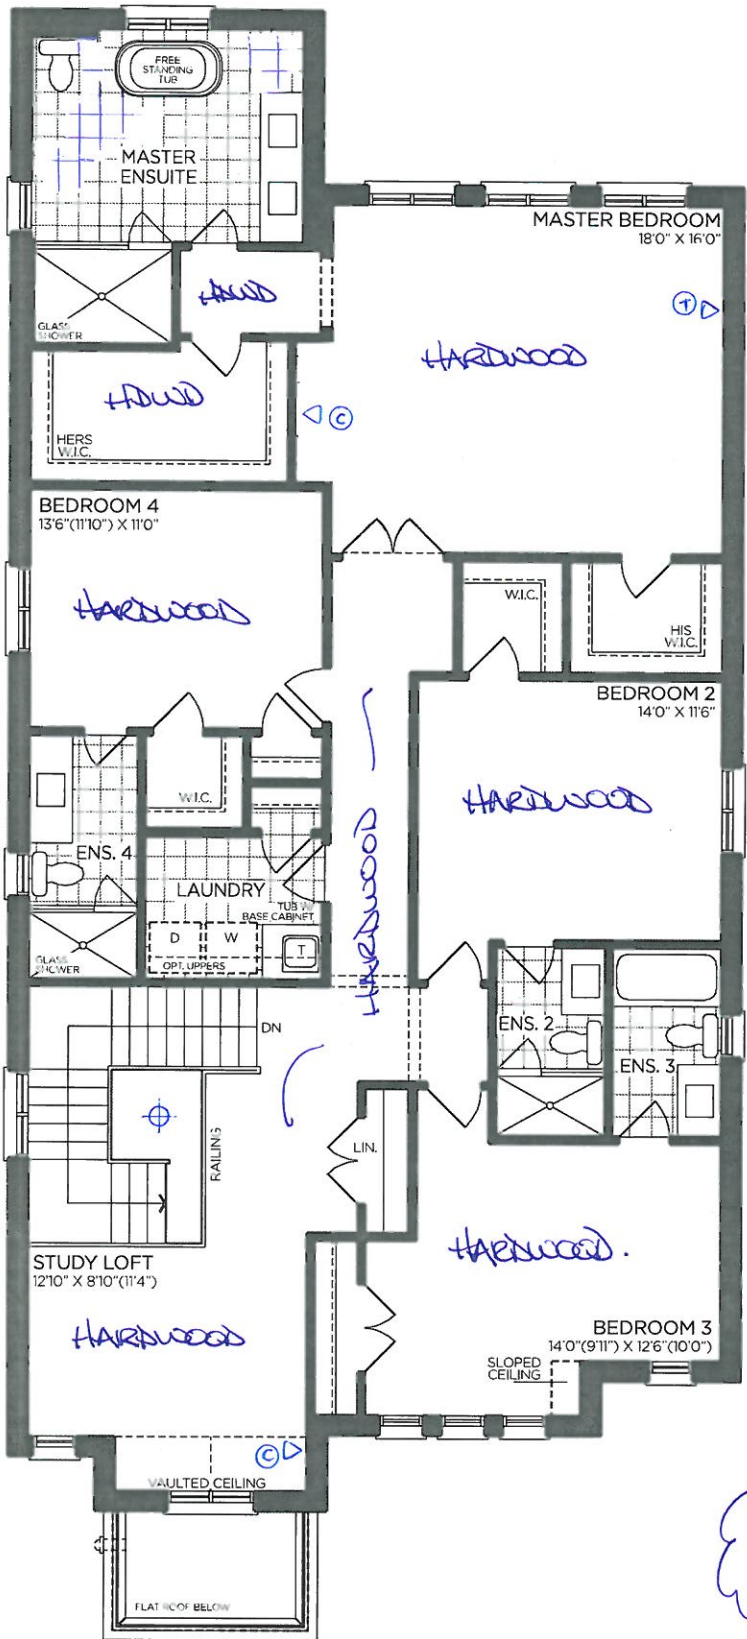 FREE
STANDING
TUB
MASTER
ENSUITE
MASTER BEDROOM
18'0" X 16'0"
T
HDWD
GLASS
SHOWER
HARDWOOD
HDWD
C
HERS
W.I.C.
BEDROOM 4
13'6"(11'10") X 11'0"
HARDWOOD
W.I.C.
HIS
W.I.C.
BEDROOM 2
14'0" X 11'6"
HARDWOOD
W.I.C.
HARDWOOD
ENS. 4
LAUNDRY
TUB W/
BASE CABINET
D
W
T
OPT. UPPERS
GLASS
SHOWER
DN
ENS. 2
ENS. 3
RAILING
LIN.
STUDY LOFT
12'10" X 8'10"(11'4")
HARDWOOD
HARDWOOD.
BEDROOM 3
14'0"(9'11") X 12'6"(10'0")
SLOPED
CEILING
C
VAULTED CEILING
FLAT ROOF BELOW